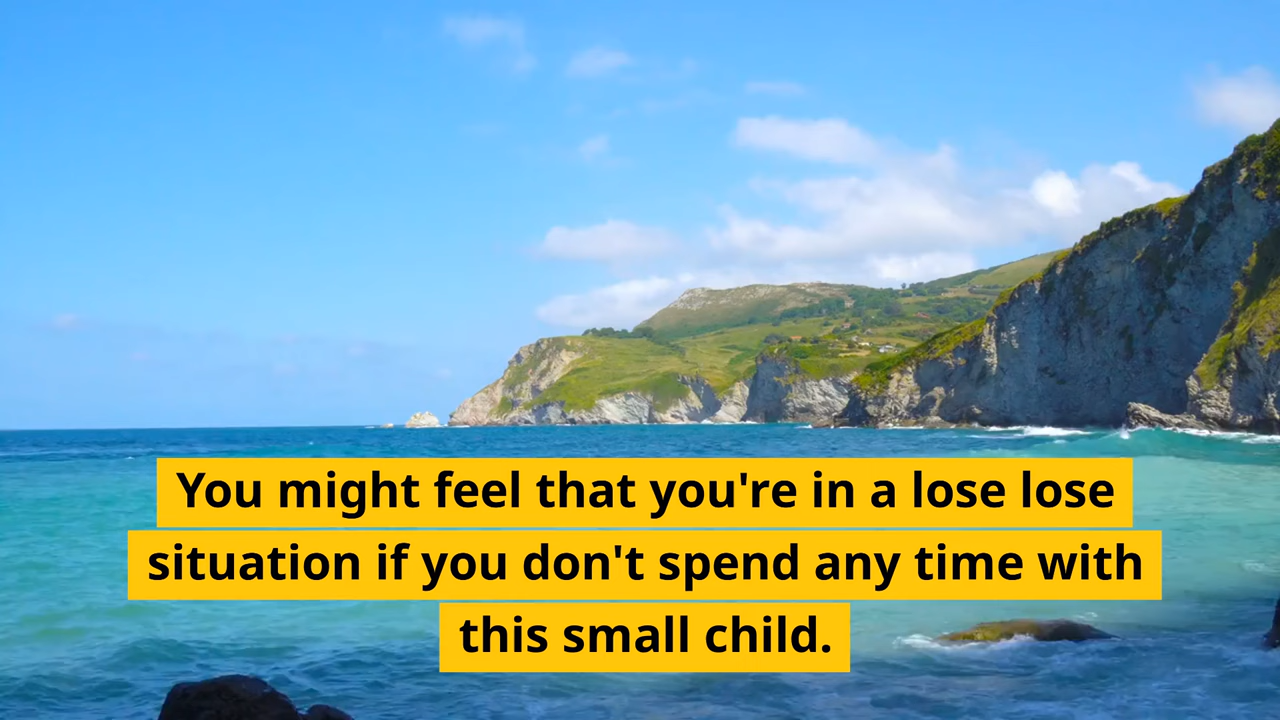 You might feel that you're in a lose lose
situation if you don't spend any time with
this small child.